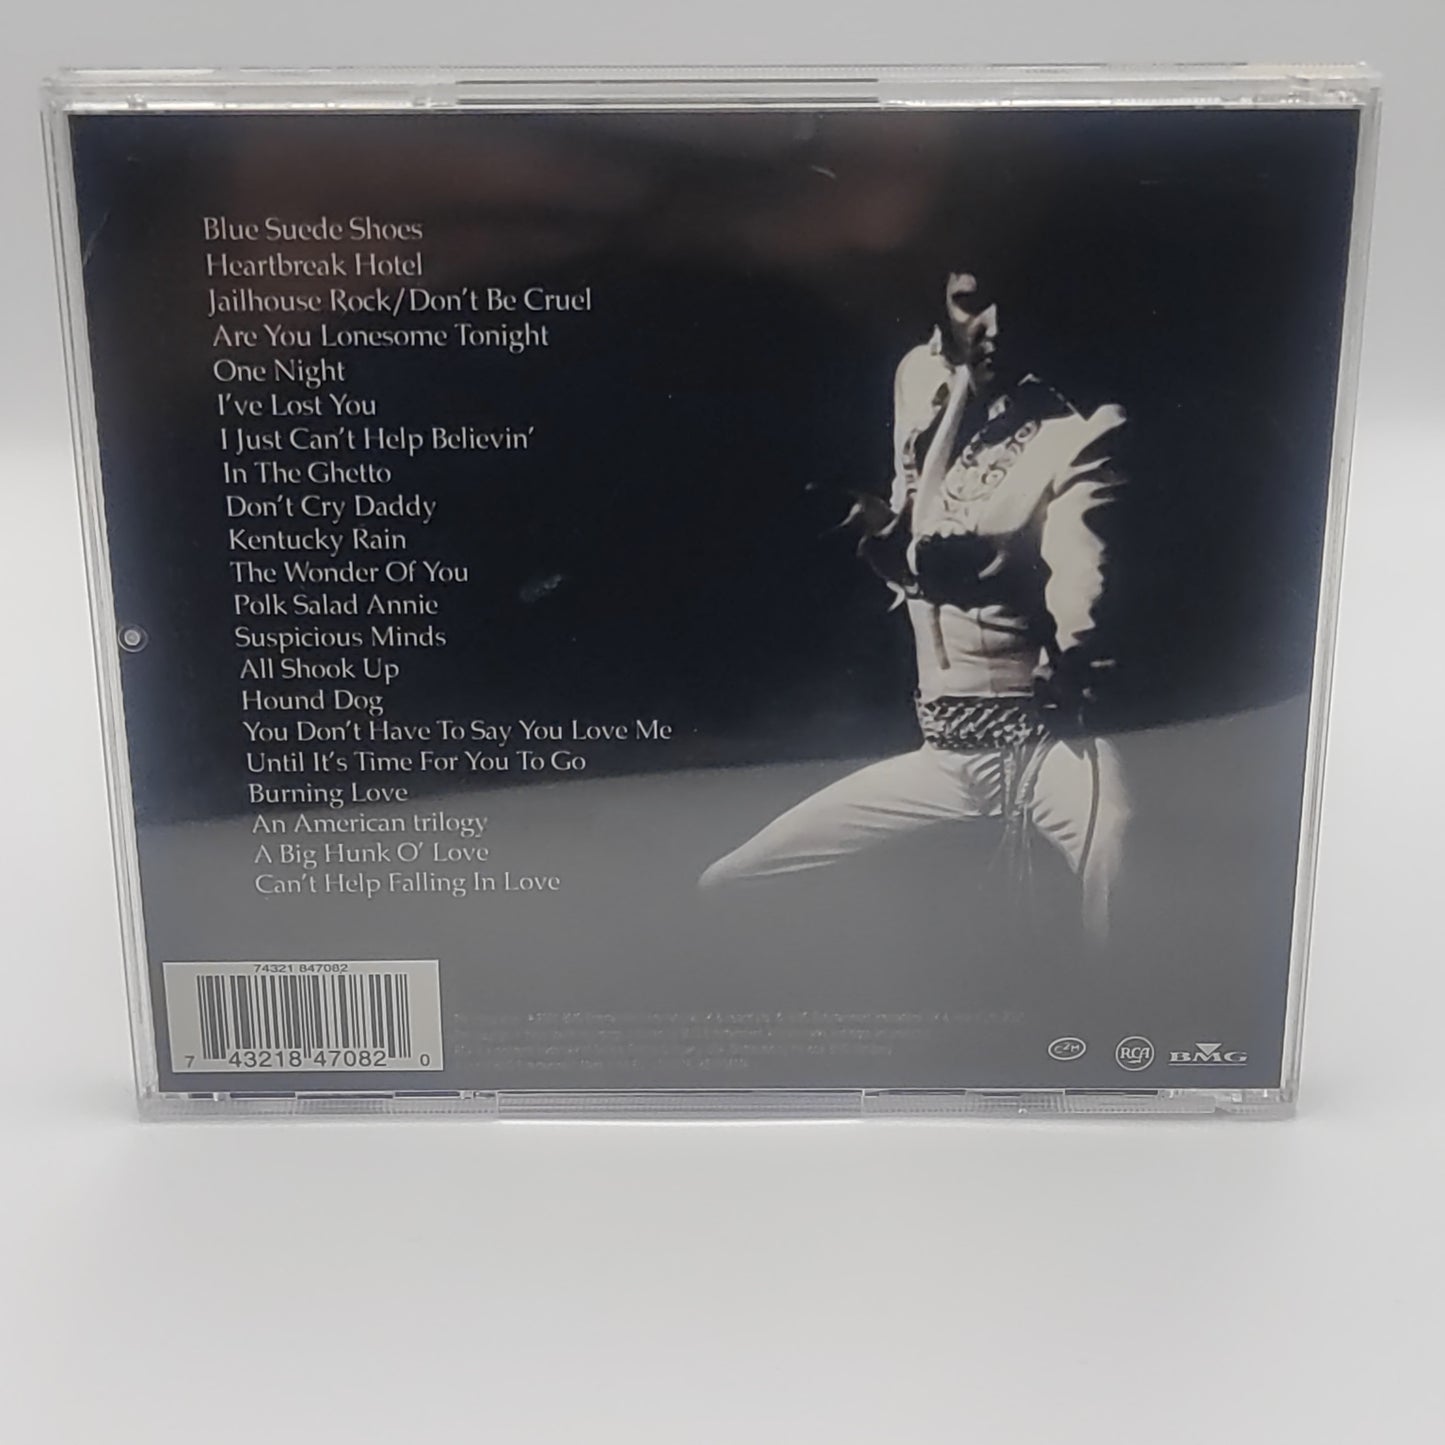 Blue Suede Shoes
Heartbreak Hotel
Jailhouse Rock/Don't Be Cruel
Are You Lonesome Tonight
One Night
I've Lost You
I Just Can't Help Believin'
In The Ghetto
Don't Cry Daddy
Kentucky Rain
The Wonder Of You
Polk Salad Annie
Suspicious Minds
All Shook Up
Hound Dog
You Don't Have To Say You Love Me
Until It's Time For You To Go
Burning Love
An American trilogy
A Big Hunk O' Love
Can't Help Falling In Love
74321 847082
7 43218 47082 0
RCA
BMG